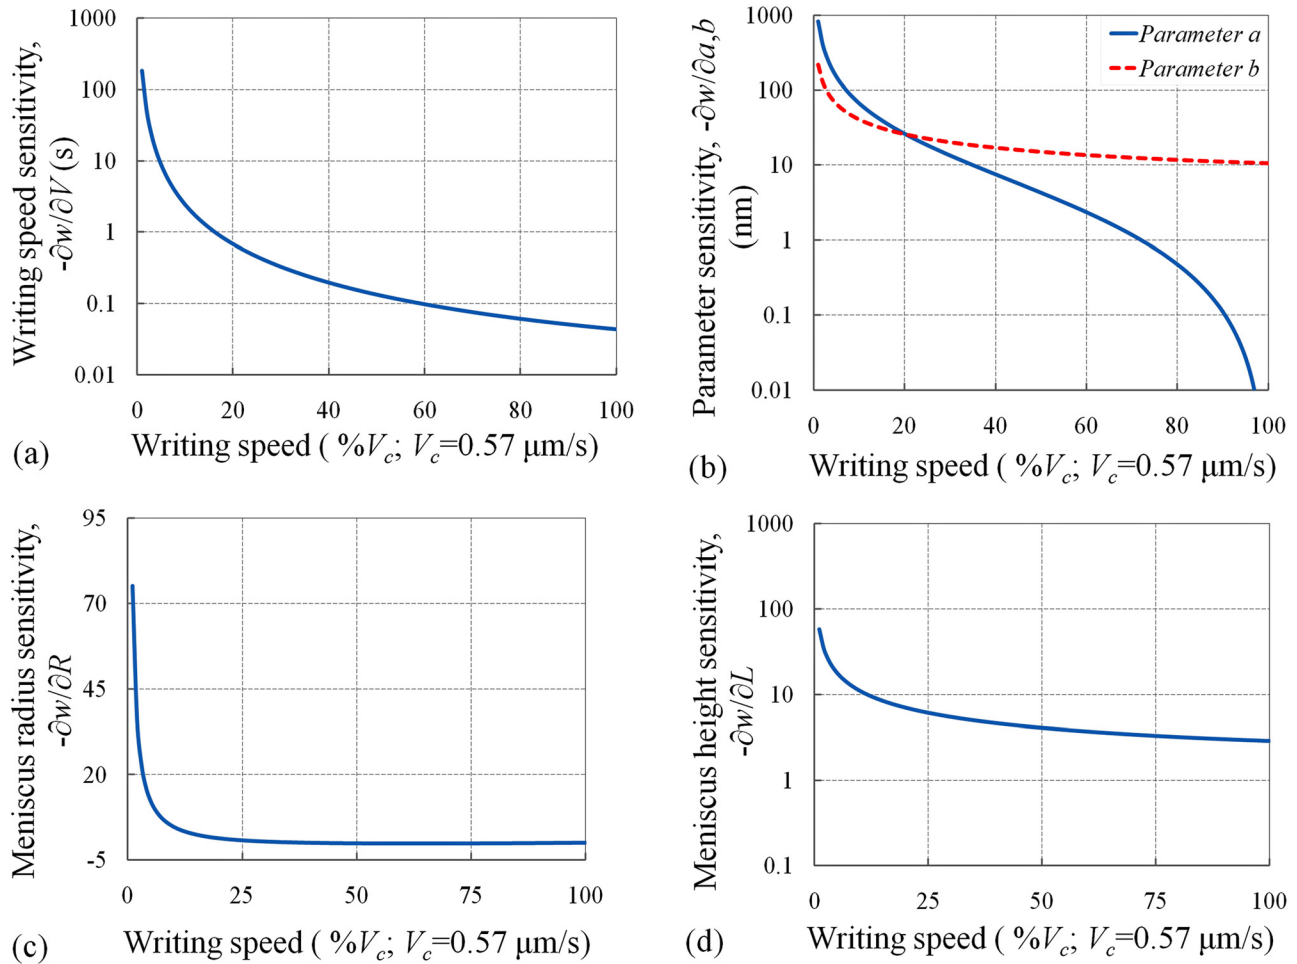 Writing speed sensitivity,
-∂w/∂V (s)
1000
100
10
1
0.1
0.01
0 20 40 60 80 100
Writing speed ( %Vc; Vc=0.57 μm/s)
(a)
Parameter sensitivity, -∂w/∂a,b
(nm)
1000
100
10
1
0.1
0.01
Parameter a
Parameter b
0 20 40 60 80 100
Writing speed ( %Vc; Vc=0.57 μm/s)
(b)
Meniscus radius sensitivity,
-∂w/∂R
95
70
45
20
-5
0 25 50 75 100
Writing speed ( %Vc; Vc=0.57 μm/s)
(c)
Meniscus height sensitivity,
-∂w/∂L
1000
100
10
1
0.1
0 25 50 75 100
Writing speed ( %Vc; Vc=0.57 μm/s)
(d)